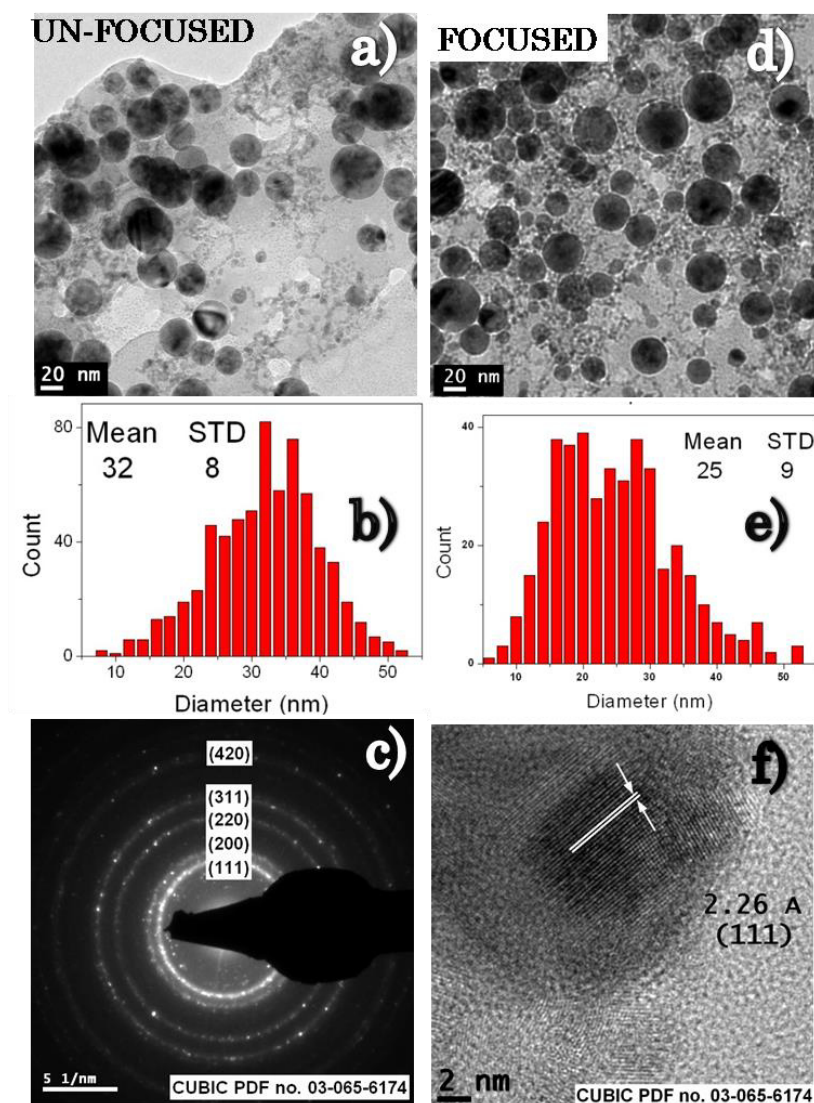 UN-FOCUSED
a)
20 nm
FOCUSED
d)
20 nm
80
40
0
Count
Mean STD
32 8
b)
10 20 30 40 50
Diameter (nm)
40
20
0
Count
Mean STD
25 9
e)
10 20 30 40 50
Diameter (nm)
c)
(420)
(311)
(220)
(200)
(111)
5 1/nm
CUBIC PDF no. 03-065-6174
f)
2.26 A
(111)
2 nm
CUBIC PDF no. 03-065-6174